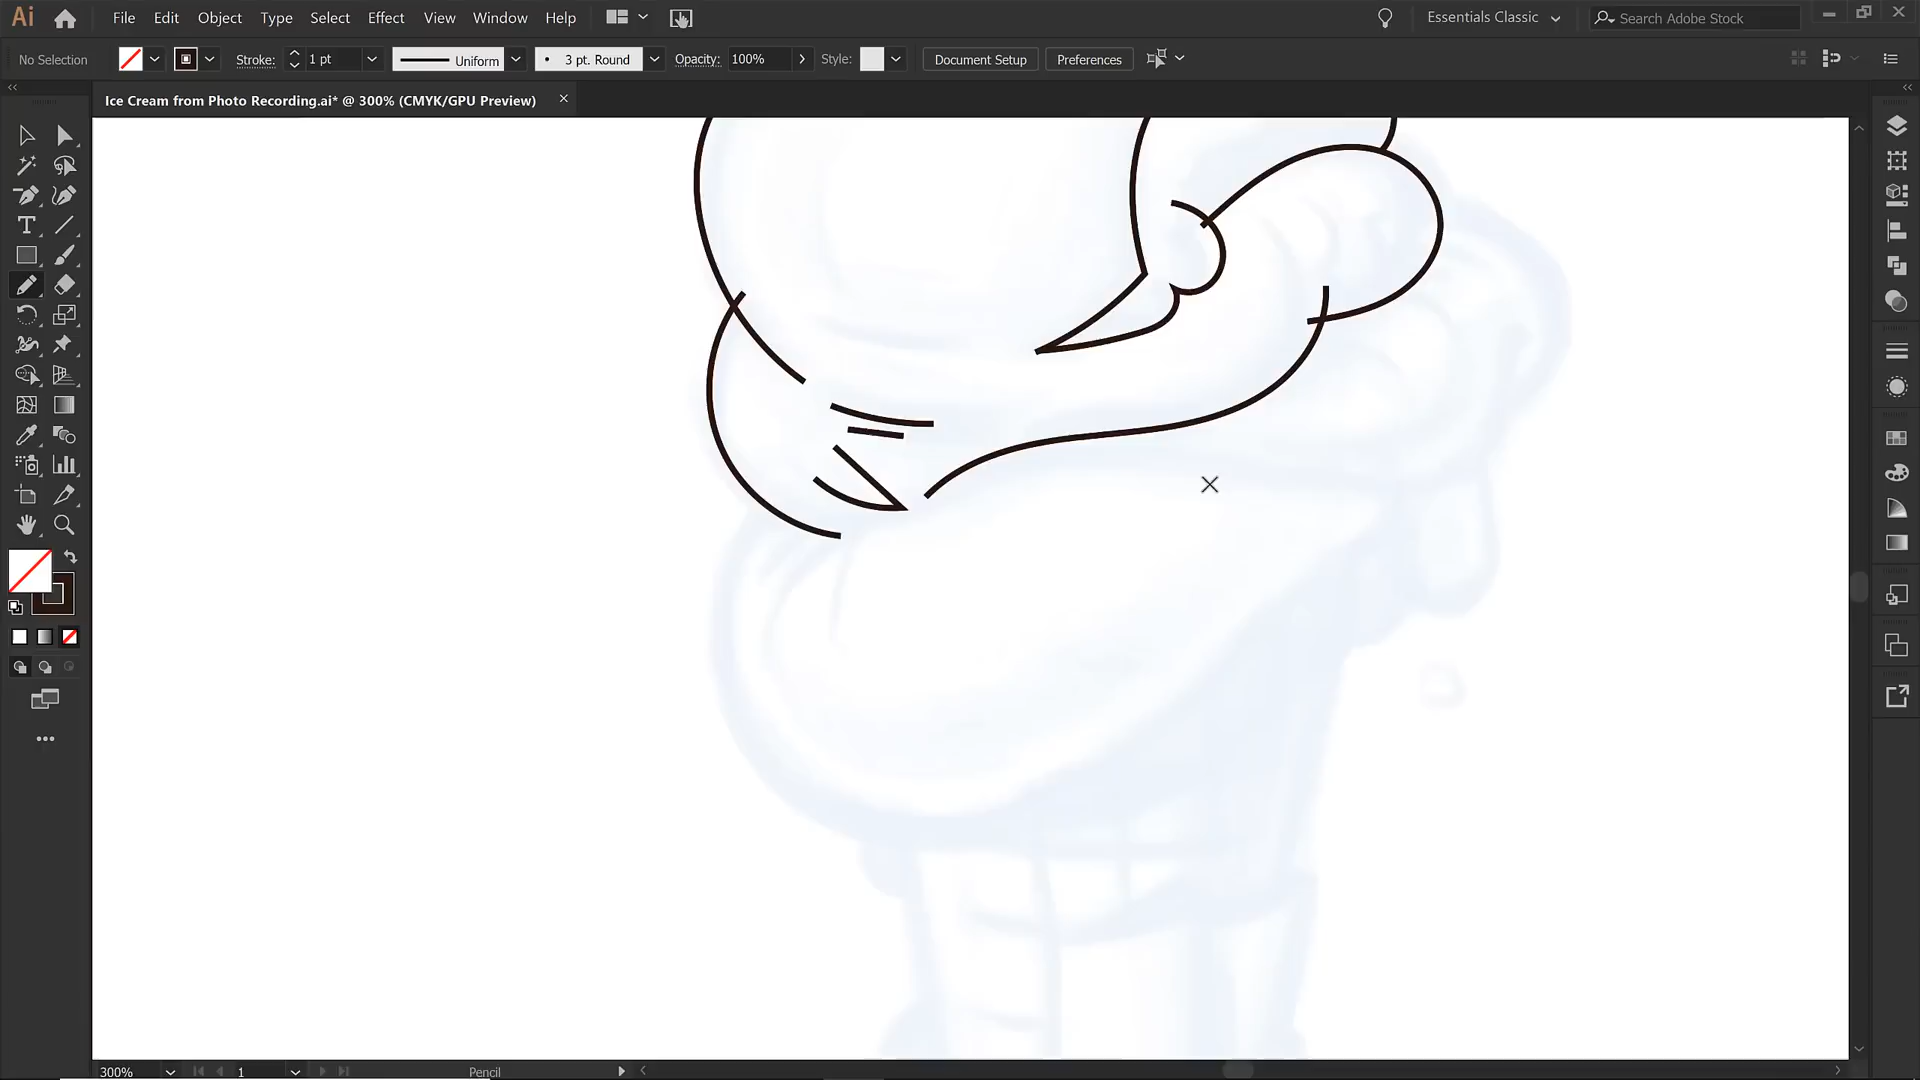 Ai File Edit Object Type Select Effect View Window Help Essentials Classic Search Adobe Stock
No Selection Stroke: 1 pt Uniform 3 pt. Round Opacity: 100% Style: Document Setup Preferences
Ice Cream from Photo Recording.ai* @ 300% (CMYK/GPU Preview)
300% 1 Pencil